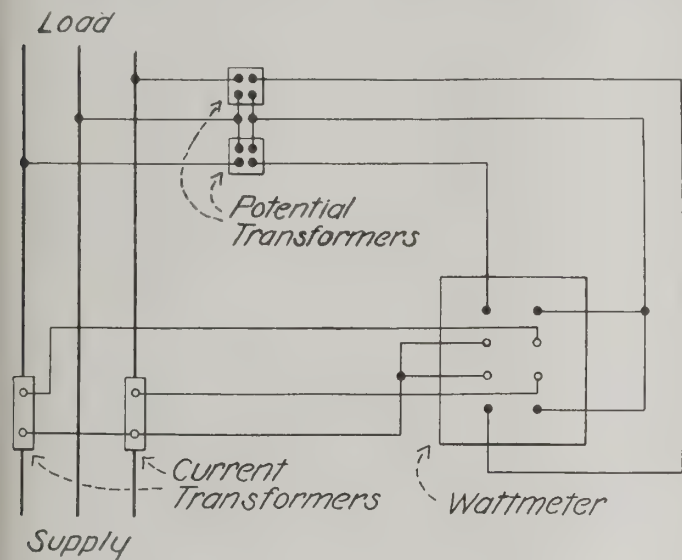 Load
Potential
Transformers
Current
Transformers
Wattmeter
Supply